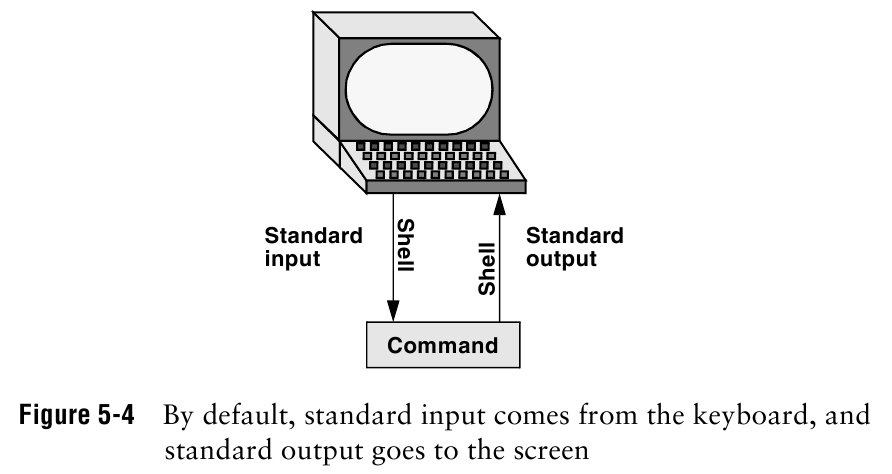 Standard
input
Shell
Shell
Standard
output
Command
Figure 5-4 By default, standard input comes from the keyboard, and
standard output goes to the screen